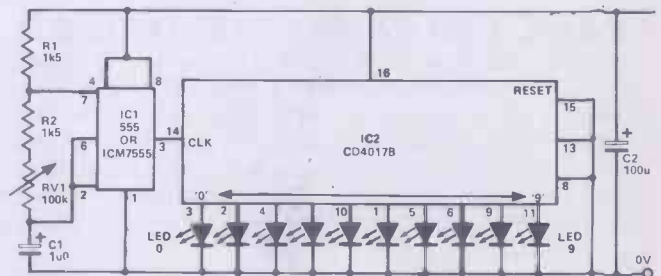 R1
1k5
4
8
7
16
RESET
R2
1k5
IC1
555
OR
ICM7555
6
3
14
CLK
IC2
CD4017B
15
13
8
+
C2
100u
RV1
100k
2
1
'0'
'9'
3 2 4 10 1 5 6 9 11
+
C1
1u0
LED
0
LED
9
0V